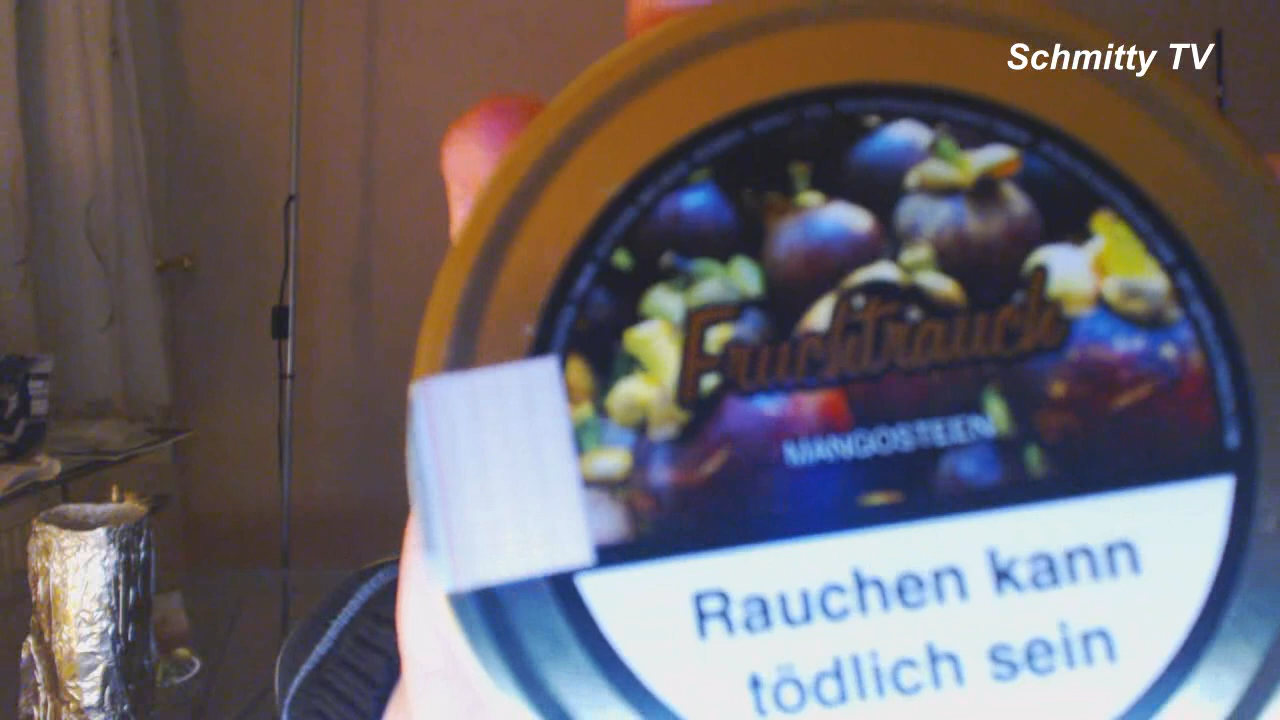 Schmitty TV
Fruchtrauch
MANGOSTEEN
Rauchen kann
tödlich sein